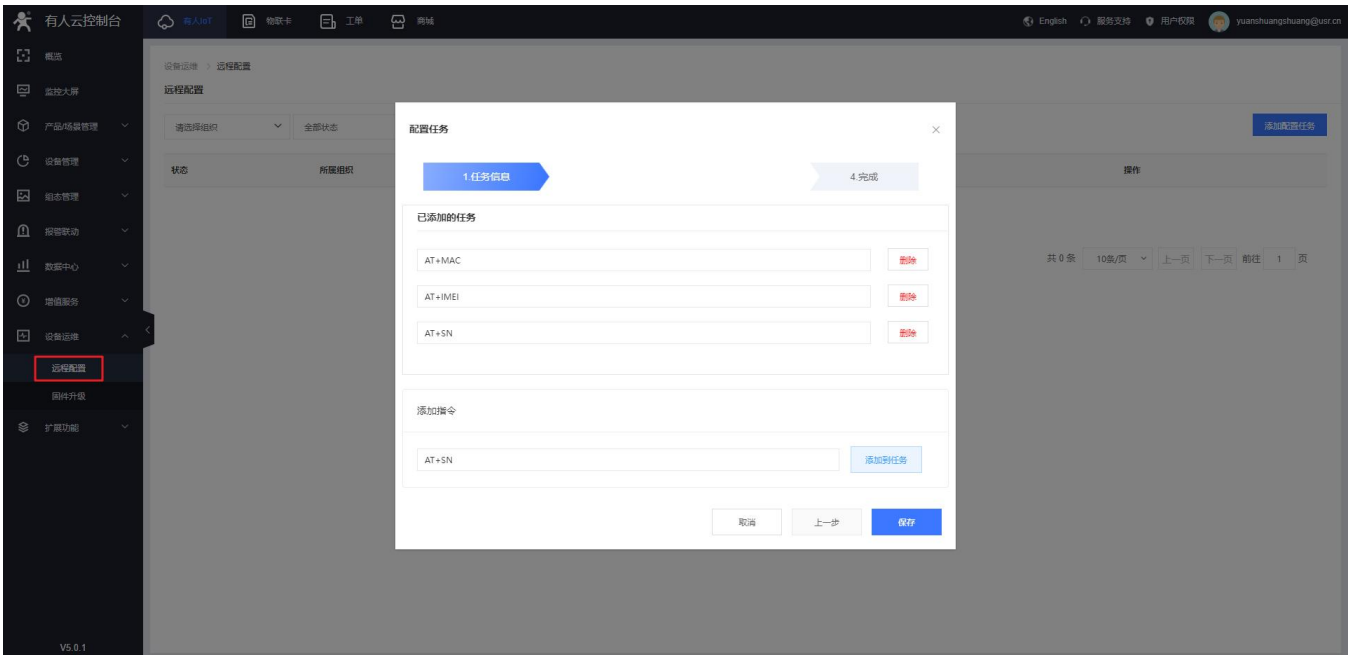 有人云控制台
有人IoT
物联卡
工单
商城
English
服务支持
用户权限
yuanshuangshuang@usr.cn
概览
监控大屏
产品/场景管理
设备管理
组态管理
报警联动
数据中心
增值服务
设备运维
远程配置
固件升级
扩展功能
V5.0.1
设备运维 > 远程配置
远程配置
请选择组织
全部状态
添加配置任务
状态
所属组织
操作
共 0 条
10条/页
上一页
下一页
前往 1 页
配置任务
1.任务信息
4.完成
已添加的任务
AT+MAC
删除
AT+IMEI
删除
AT+SN
删除
添加指令
AT+SN
添加到任务
取消
上一步
保存